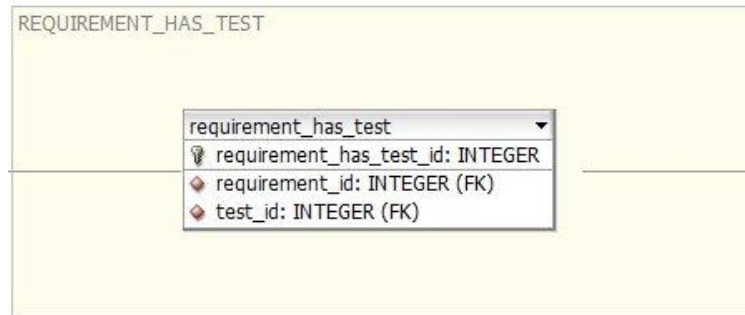 REQUIREMENT_HAS_TEST
requirement_has_test
requirement_has_test_id: INTEGER
requirement_id: INTEGER (FK)
test_id: INTEGER (FK)